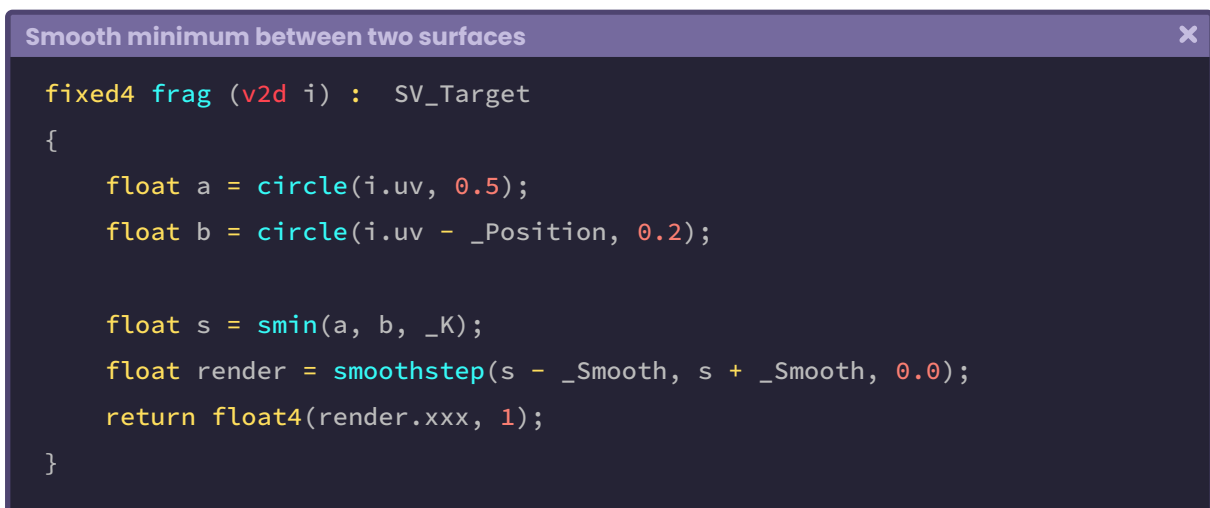 Smooth minimum between two surfaces
fixed4 frag (v2d i) :  SV_Target
{
    float a = circle(i.uv, 0.5);
    float b = circle(i.uv - _Position, 0.2);

    float s = smin(a, b, _K);
    float render = smoothstep(s - _Smooth, s + _Smooth, 0.0);
    return float4(render.xxx, 1);
}